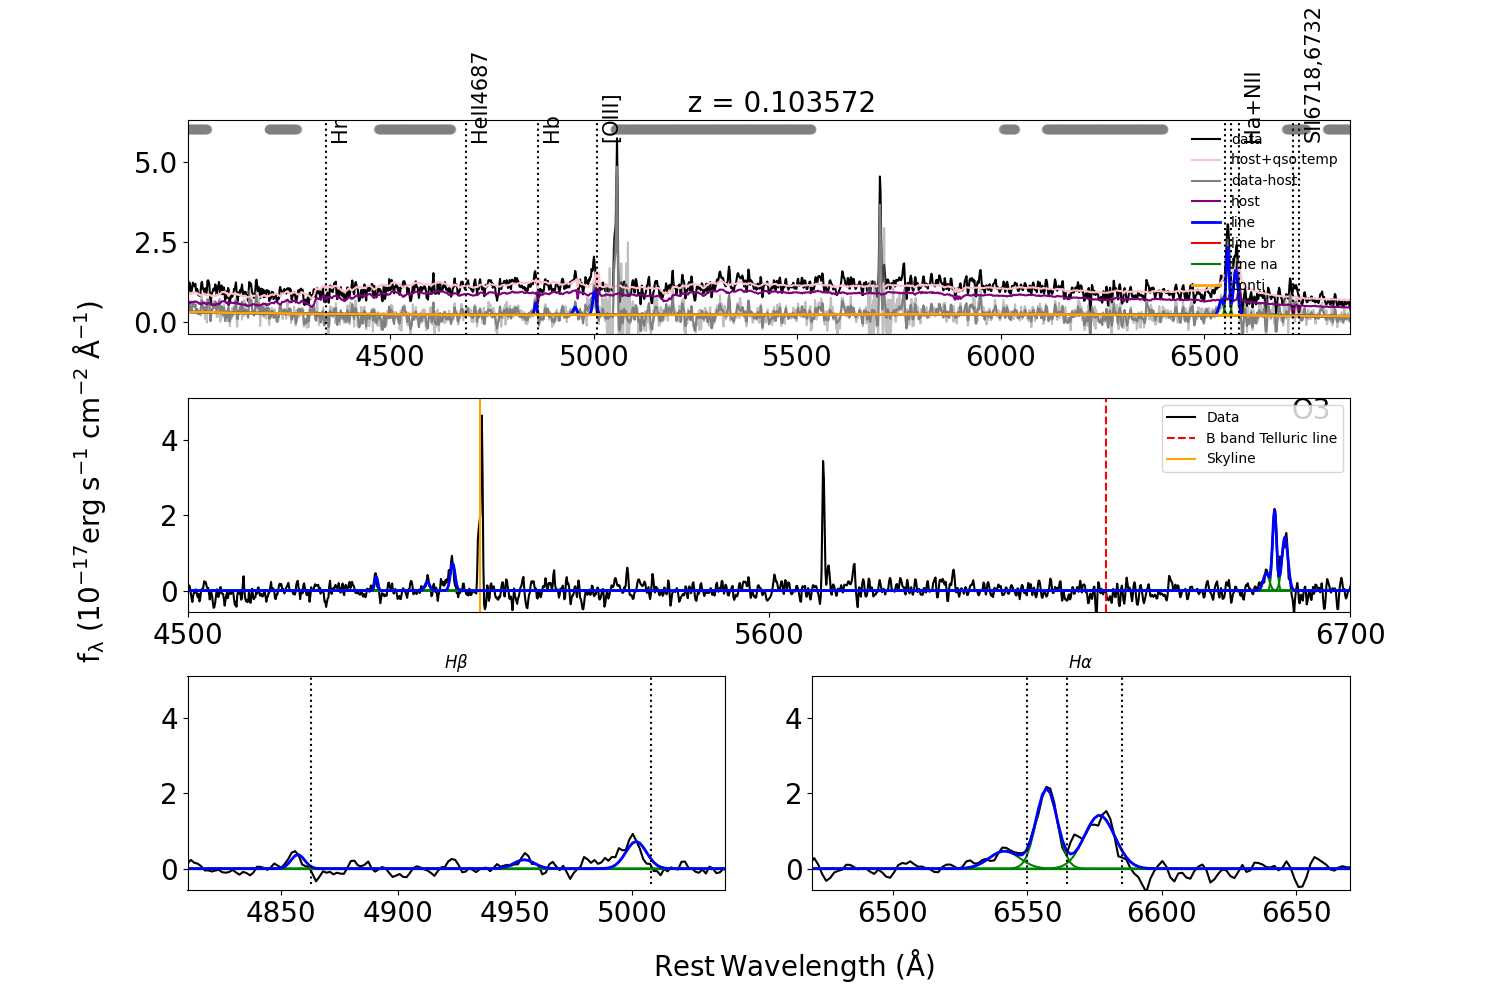 z = 0.103572
Hr
HeII4687
Hb
[OIII]
Ha+NII
SII6718,6732
data
host+qso temp
data-host
host
line
line br
line na
conti
5.0
2.5
0.0
4500 5000 5500 6000 6500
O3
Data
B band Telluric line
Skyline
4
2
0
4500 5600 6700
fλ (10−17erg s−1 cm−2 Å−1)
Hβ
4
2
0
4850 4900 4950 5000
Hα
4
2
0
6500 6550 6600 6650
Rest Wavelength (Å)